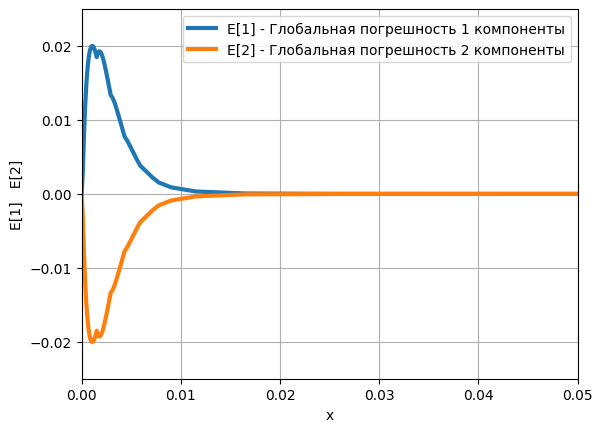 E[1] - Глобальная погрешность 1 компоненты
E[2] - Глобальная погрешность 2 компоненты
0.02
0.01
0.00
−0.01
−0.02
E[1]   E[2]
0.00 0.01 0.02 0.03 0.04 0.05
x